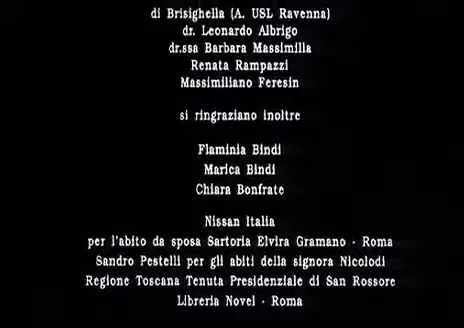 di Brisighella (A. USL Ravenna)
dr. Leonardo Albrigo
dr.ssa Barbara Massimilla
Renata Rampazzi
Massimiliano Feresin
si ringraziano inoltre
Flaminia Bindi
Marica Bindi
Chiara Bonfrate
Nissan Italia
per l'abito da sposa Sartoria Elvira Gramano - Roma
Sandro Pestelli per gli abiti della signora Nicolodi
Regione Toscana Tenuta Presidenziale di San Rossore
Libreria Novel - Roma